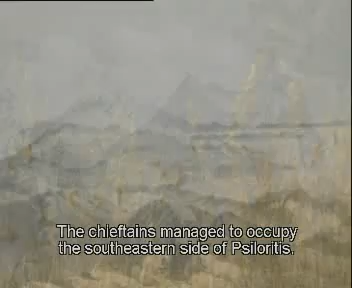 The chieftains managed to occupy
the southeastern side of Psiloritis.